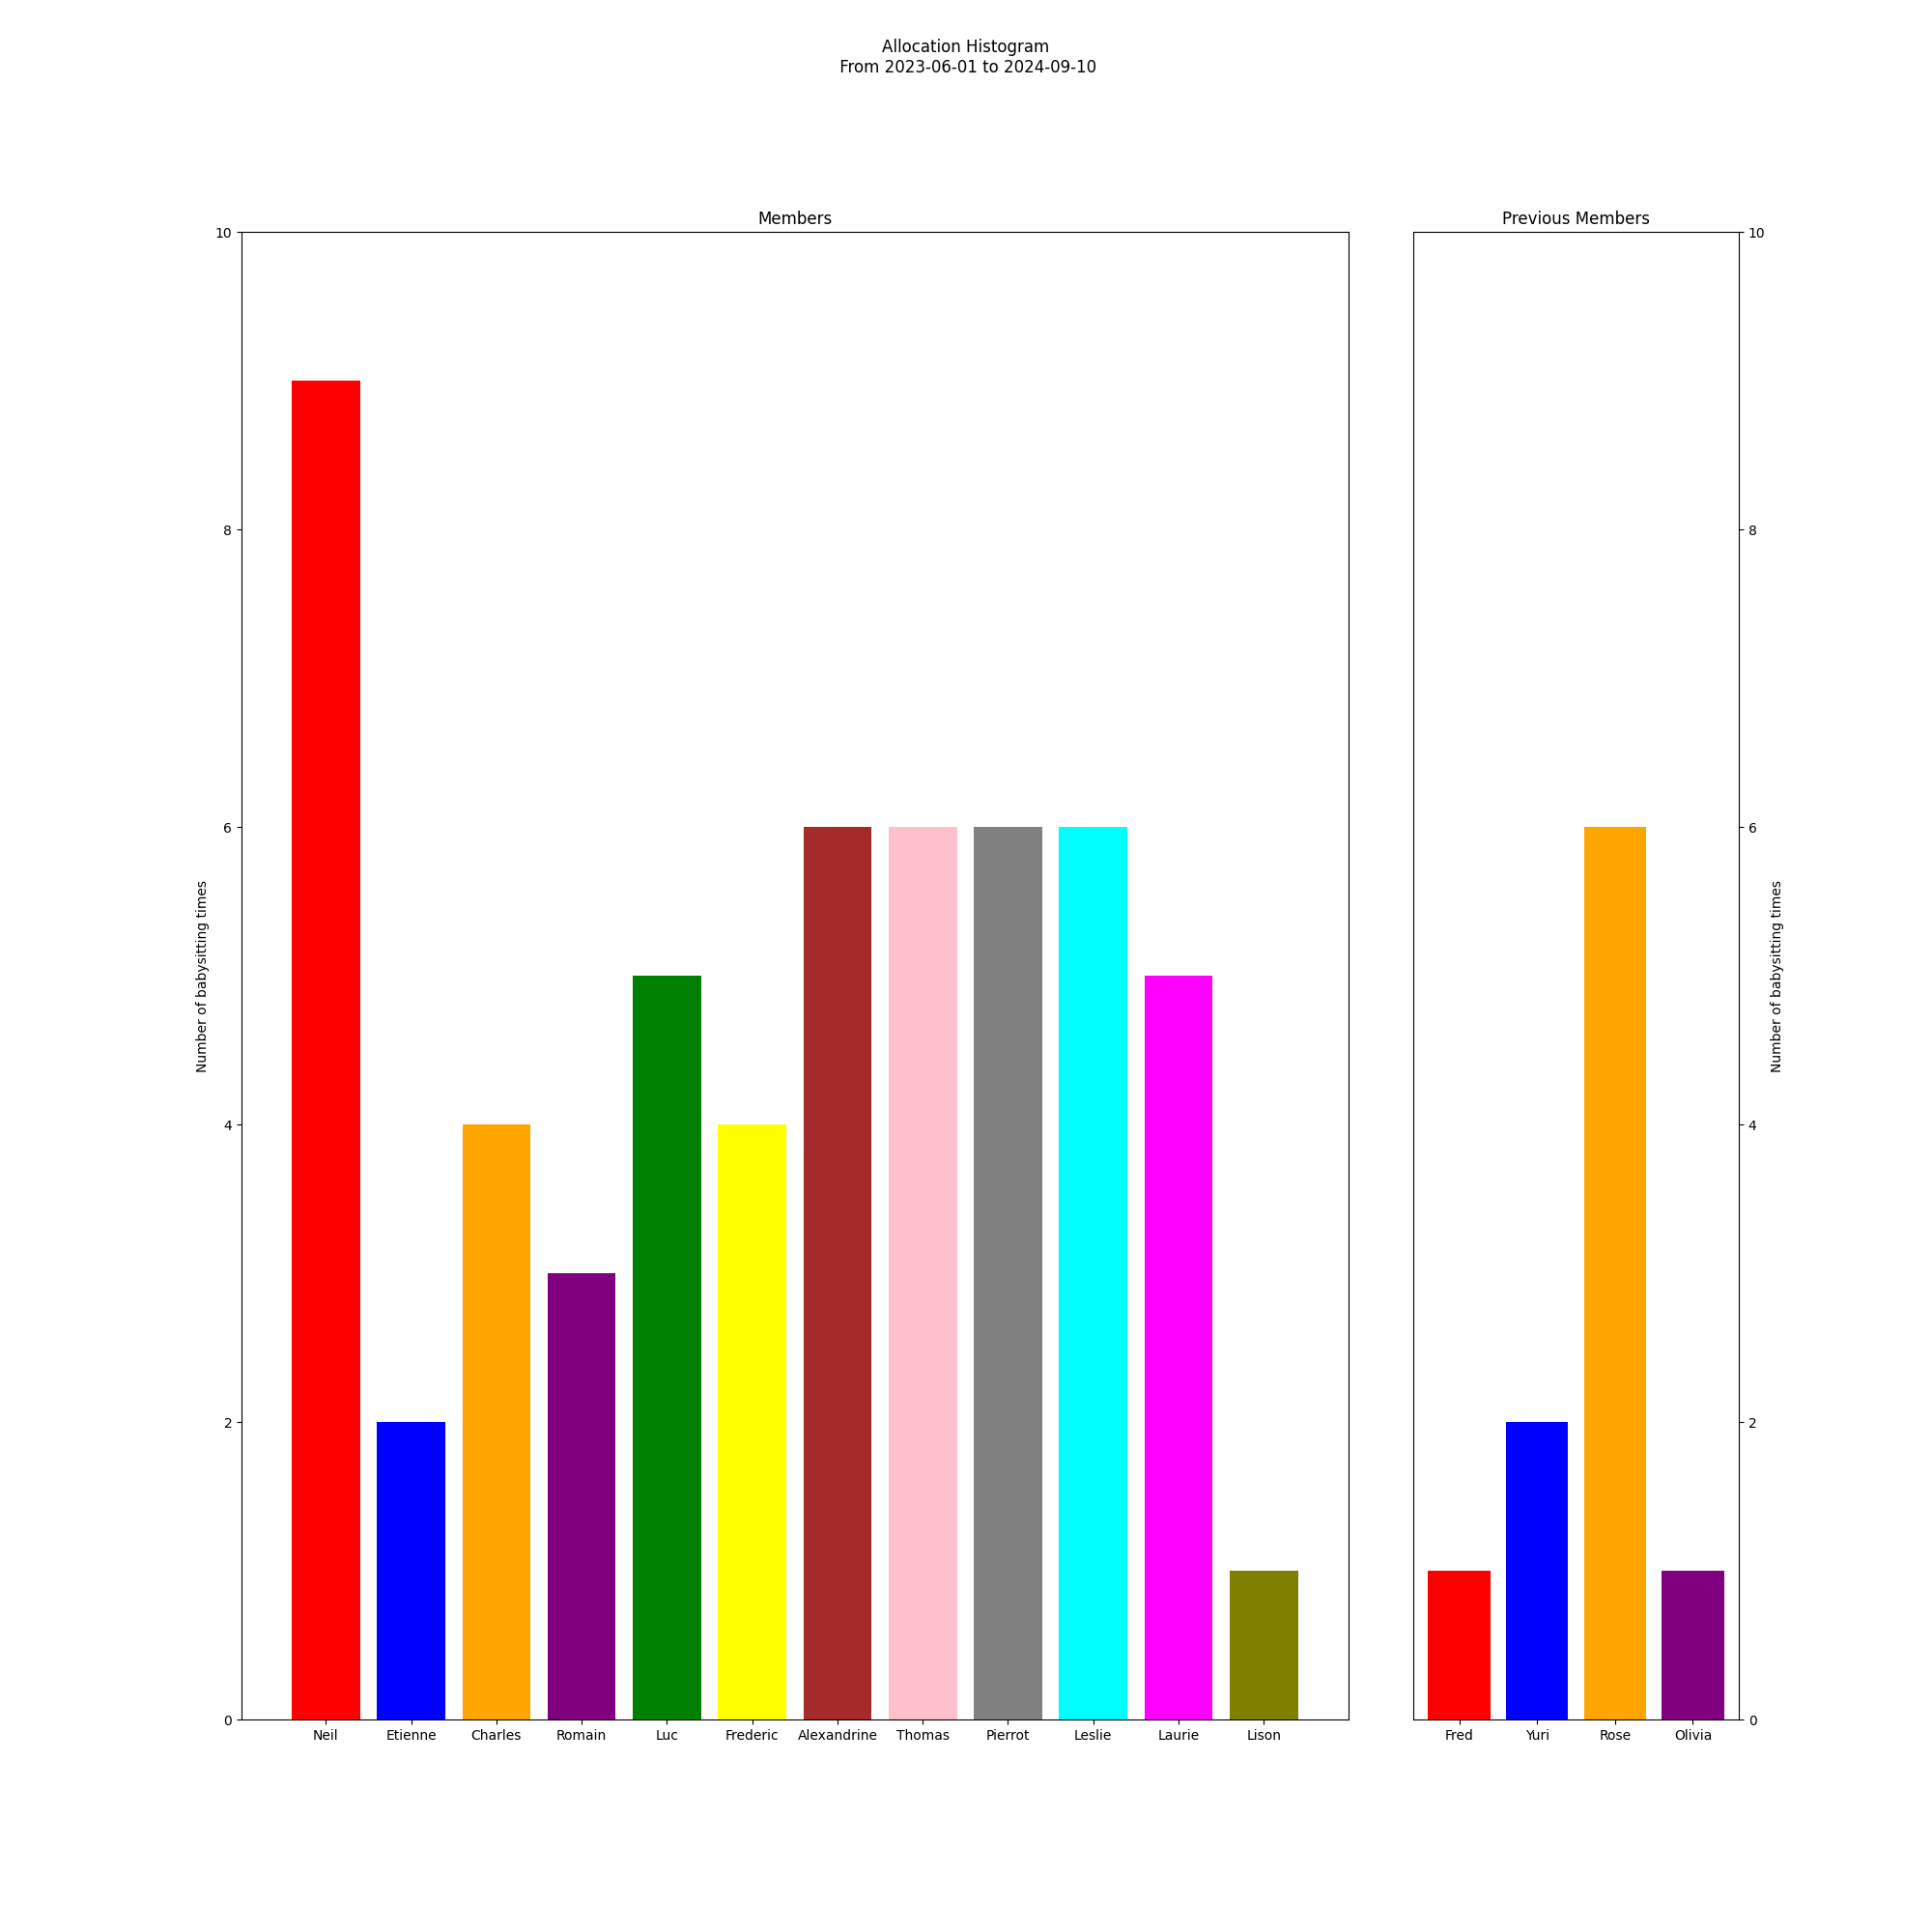 Allocation Histogram
From 2023-06-01 to 2024-09-10
Members
10
8
6
4
2
0
Number of babysitting times
Neil Etienne Charles Romain Luc Frederic Alexandrine Thomas Pierrot Leslie Laurie Lison
Previous Members
10
8
6
4
2
0
Number of babysitting times
Fred Yuri Rose Olivia